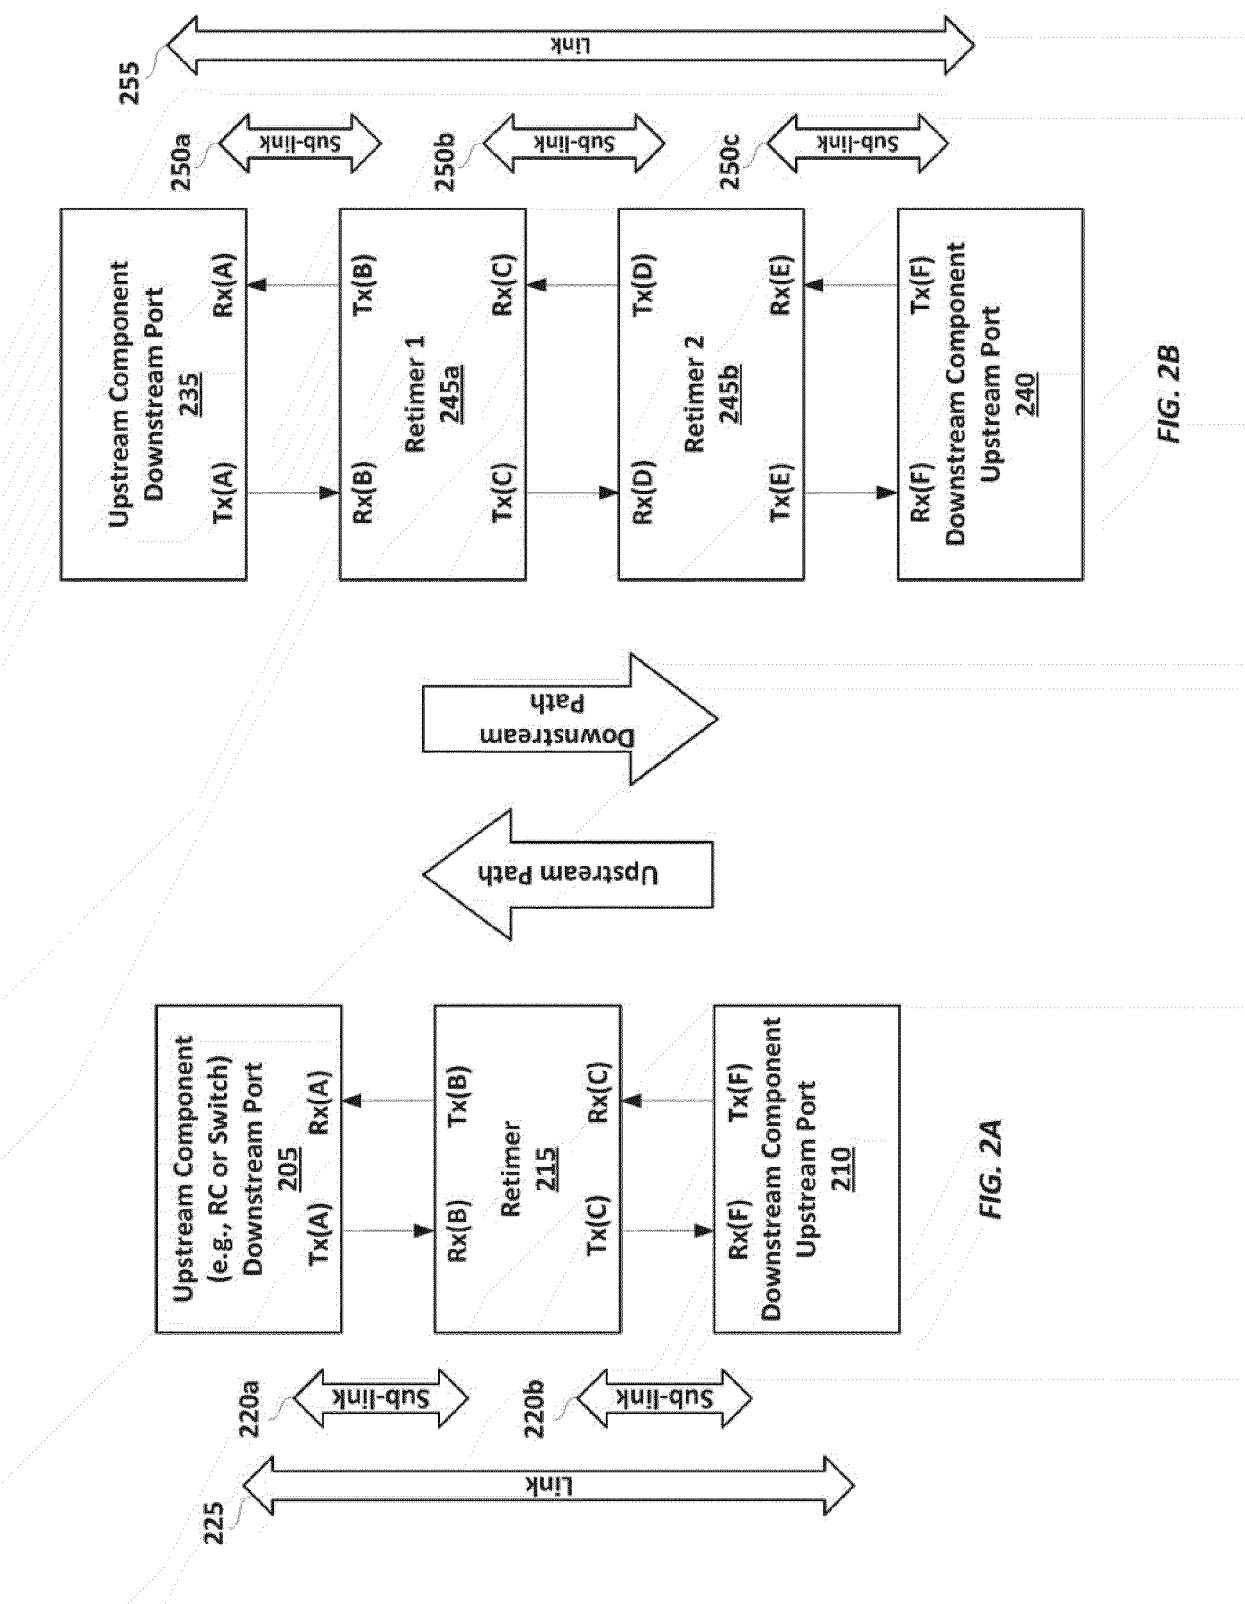 225
Link
220a
Sub-link
220b
Sub-link
Upstream Component
(e.g., RC or Switch)
Downstream Port
205
Tx(A)
Rx(A)
Rx(B)
Tx(B)
Retimer
215
Tx(C)
Rx(C)
Rx(F)
Tx(F)
Downstream Component
Upstream Port
210
FIG. 2A
Upstream Path
Downstream
Path
Upstream Component
Downstream Port
235
Tx(A)
Rx(A)
Rx(B)
Tx(B)
Retimer 1
245a
Tx(C)
Rx(C)
Rx(D)
Tx(D)
Retimer 2
245b
Tx(E)
Rx(E)
Rx(F)
Tx(F)
Downstream Component
Upstream Port
240
250a
Sub-link
250b
Sub-link
250c
Sub-link
255
Link
FIG. 2B